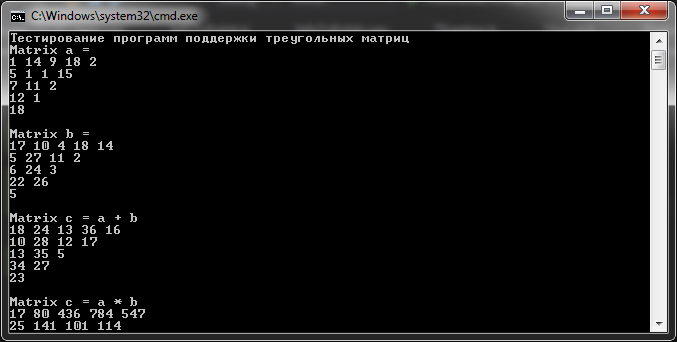 C:\Windows\system32\cmd.exe
Тестирование программ поддержки треугольных матриц
Matrix a =
1 14 9 18 2
5 1 1 15
7 11 2
12 1
18
Matrix b =
17 10 4 18 14
5 27 11 2
6 24 3
22 26
5
Matrix c = a + b
18 24 13 36 16
10 28 12 17
13 35 5
34 27
23
Matrix c = a * b
17 80 436 784 547
25 141 101 114